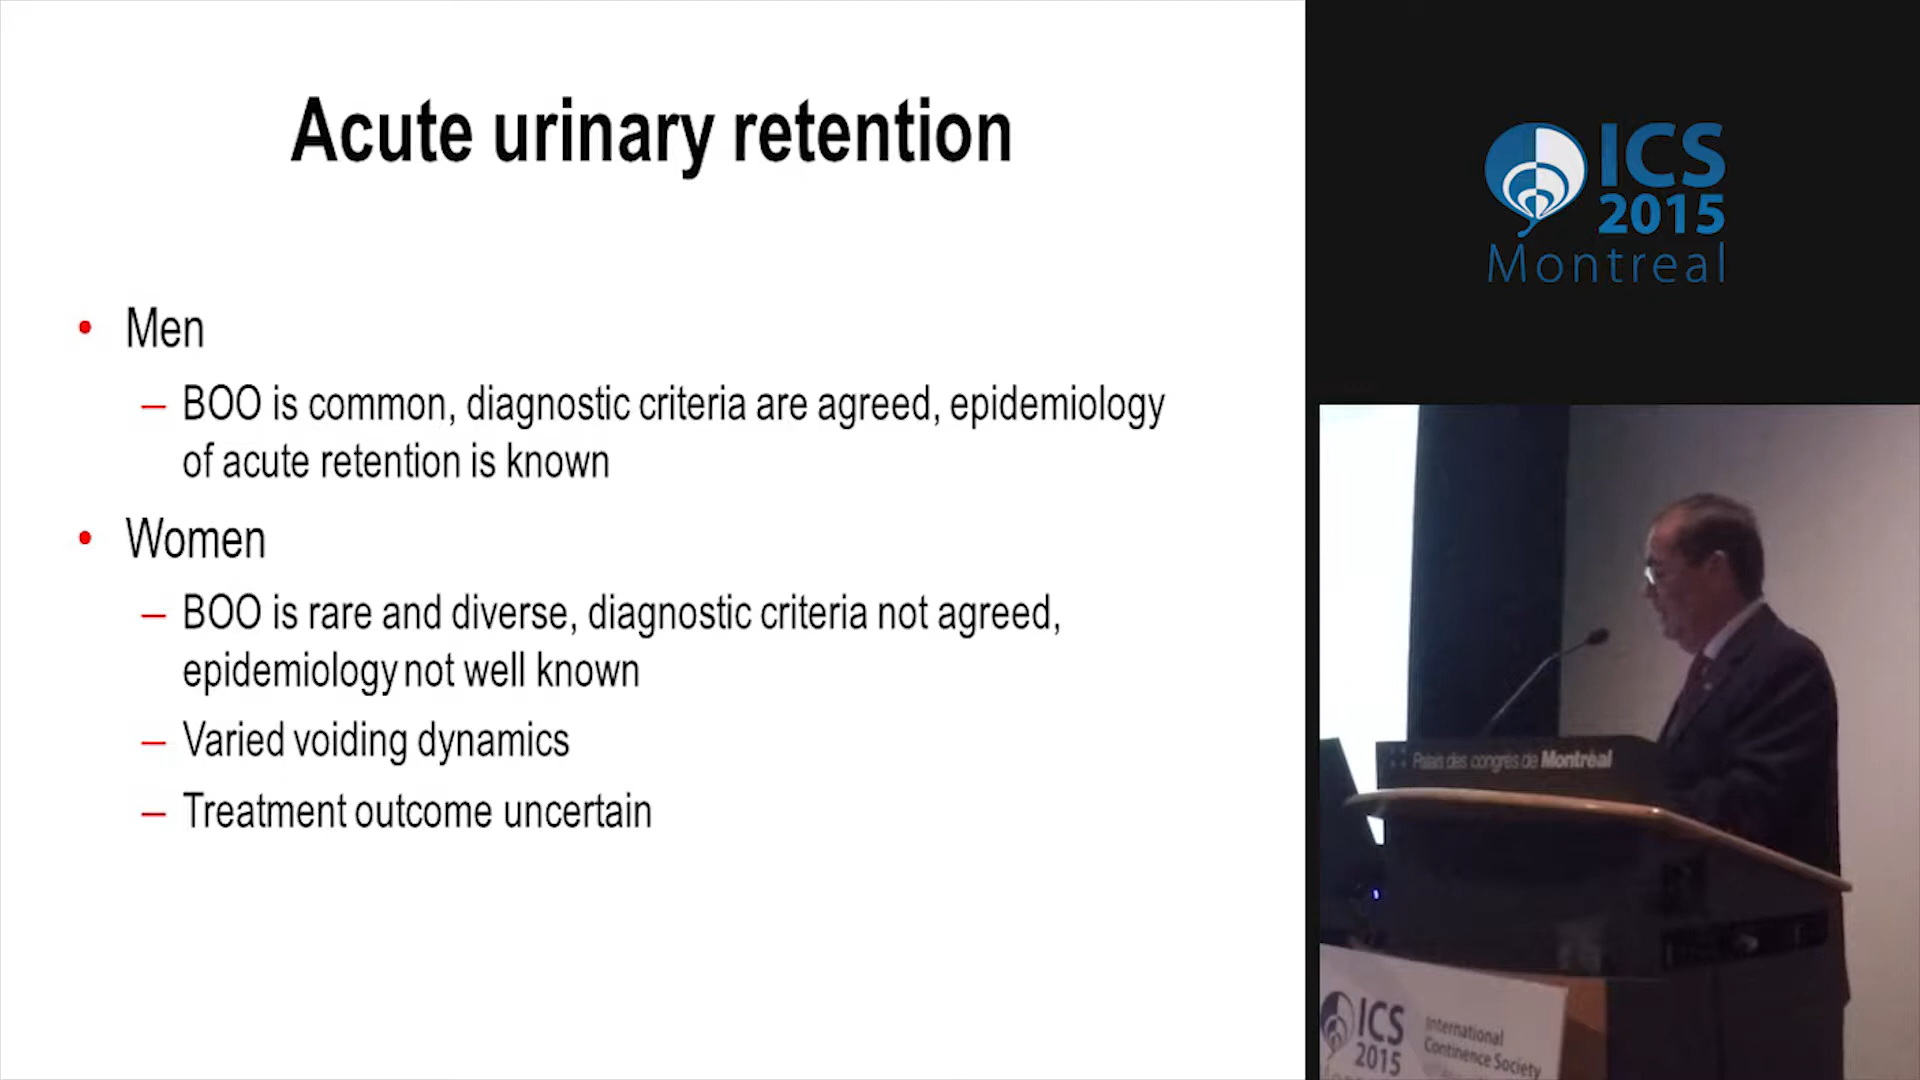 Acute urinary retention
• Men
– BOO is common, diagnostic criteria are agreed, epidemiology
of acute retention is known
• Women
– BOO is rare and diverse, diagnostic criteria not agreed,
epidemiology not well known
– Varied voiding dynamics
– Treatment outcome uncertain
ICS
2015
Montreal
Palais des congrès de Montréal
ICS
2015
International
Continence Society